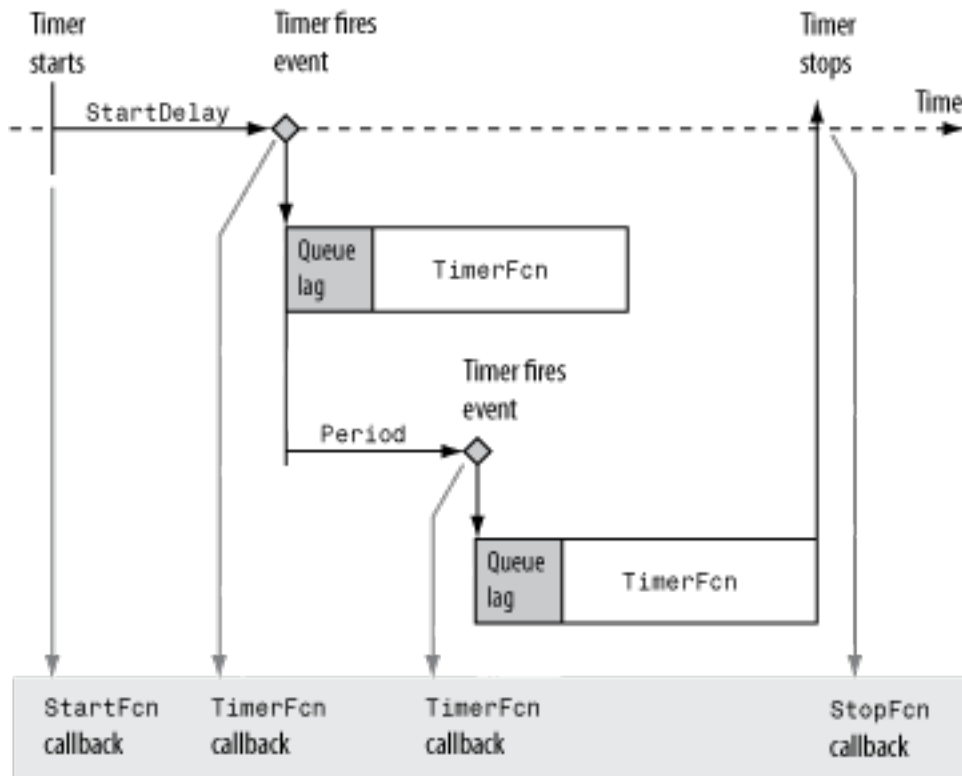 Timer
starts
Timer fires
event
Timer
stops
StartDelay
Time
Queue
lag
TimerFcn
Timer fires
event
Period
Queue
lag
TimerFcn
StartFcn
callback
TimerFcn
callback
TimerFcn
callback
StopFcn
callback